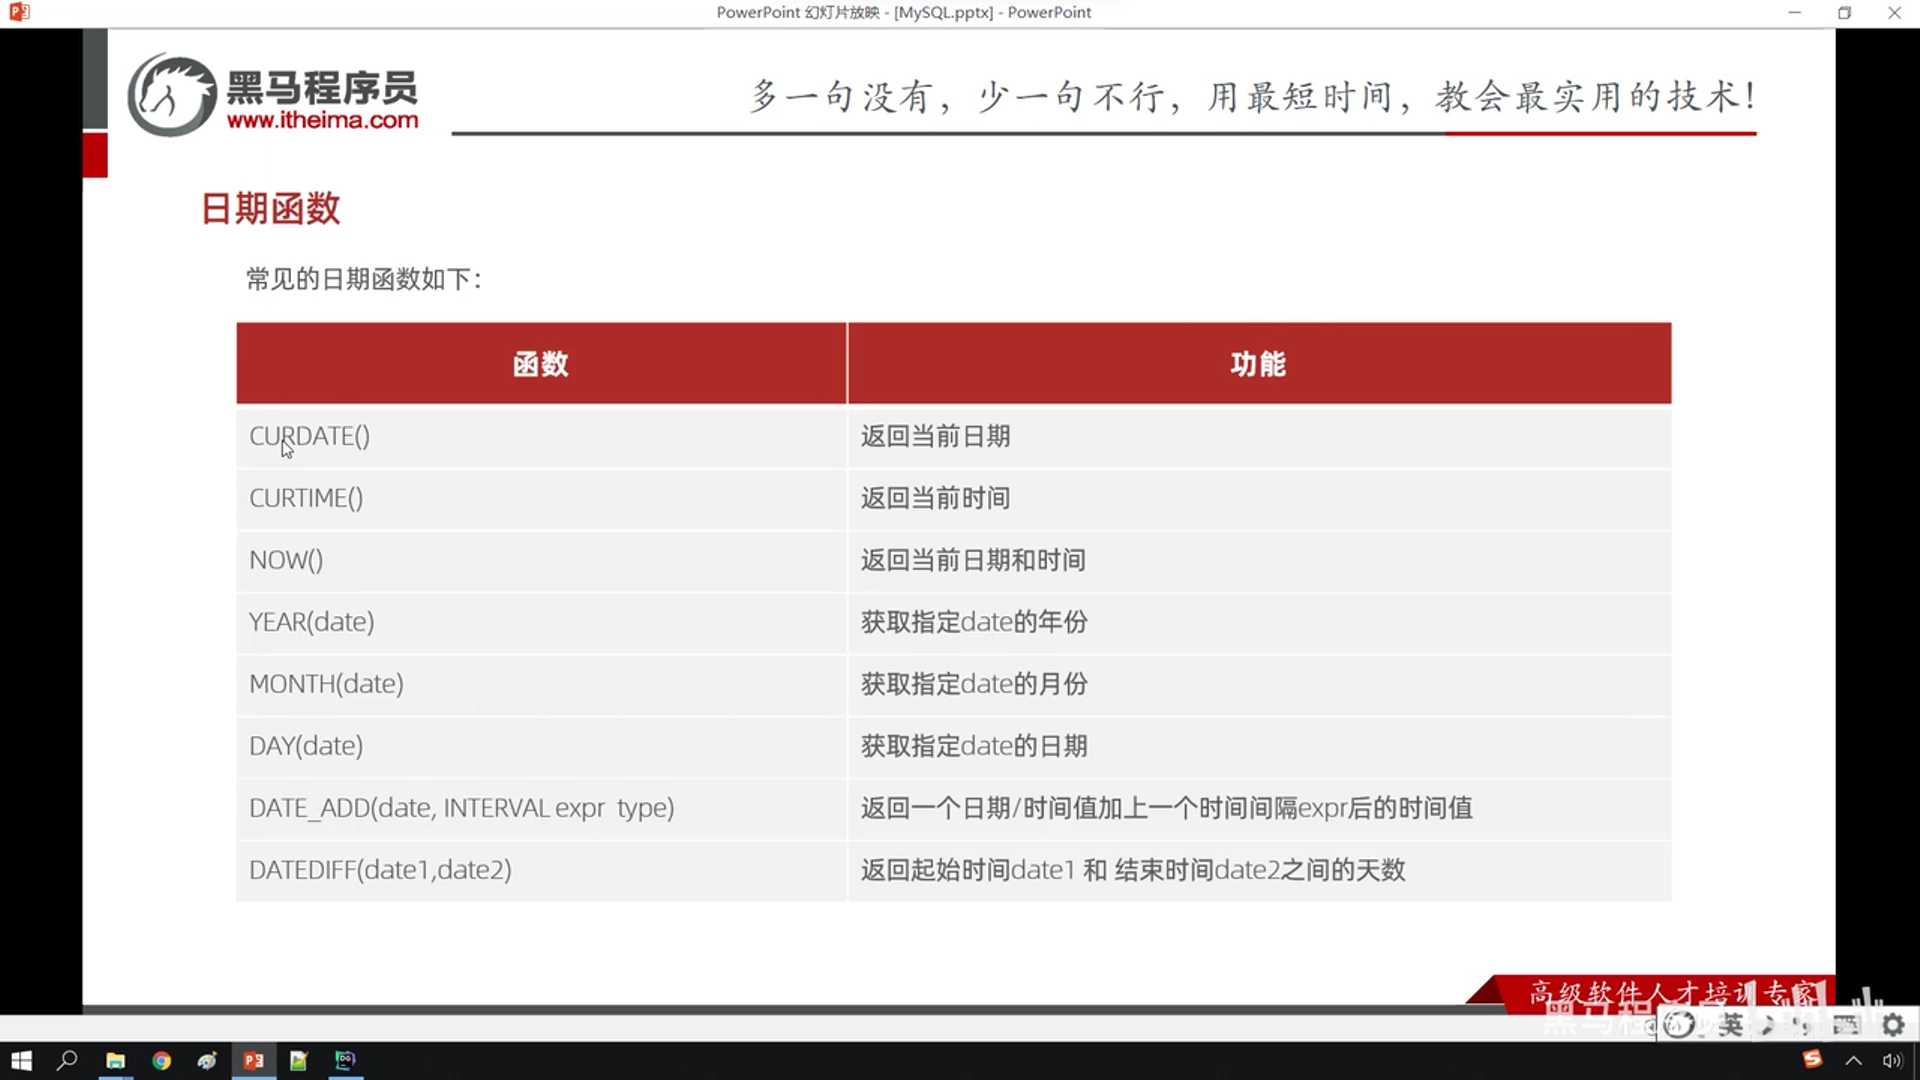 PowerPoint 幻灯片放映 - [MySQL.pptx] - PowerPoint
黑马程序员
www.itheima.com
多一句没有，少一句不行，用最短时间，教会最实用的技术！
日期函数
常见的日期函数如下：
函数 功能
CURDATE() 返回当前日期
CURTIME() 返回当前时间
NOW() 返回当前日期和时间
YEAR(date) 获取指定date的年份
MONTH(date) 获取指定date的月份
DAY(date) 获取指定date的日期
DATE_ADD(date, INTERVAL expr type) 返回一个日期/时间值加上一个时间间隔expr后的时间值
DATEDIFF(date1,date2) 返回起始时间date1 和 结束时间date2之间的天数
高级软件人才培训专家
英